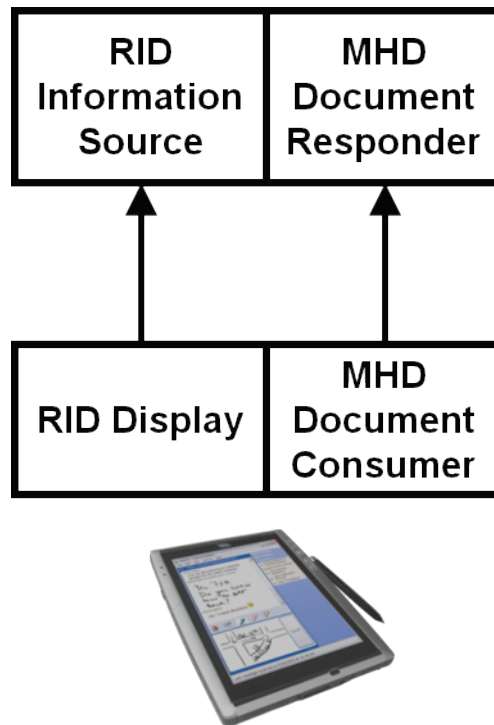 RID
Information
Source
MHD
Document
Responder
RID Display
MHD
Document
Consumer